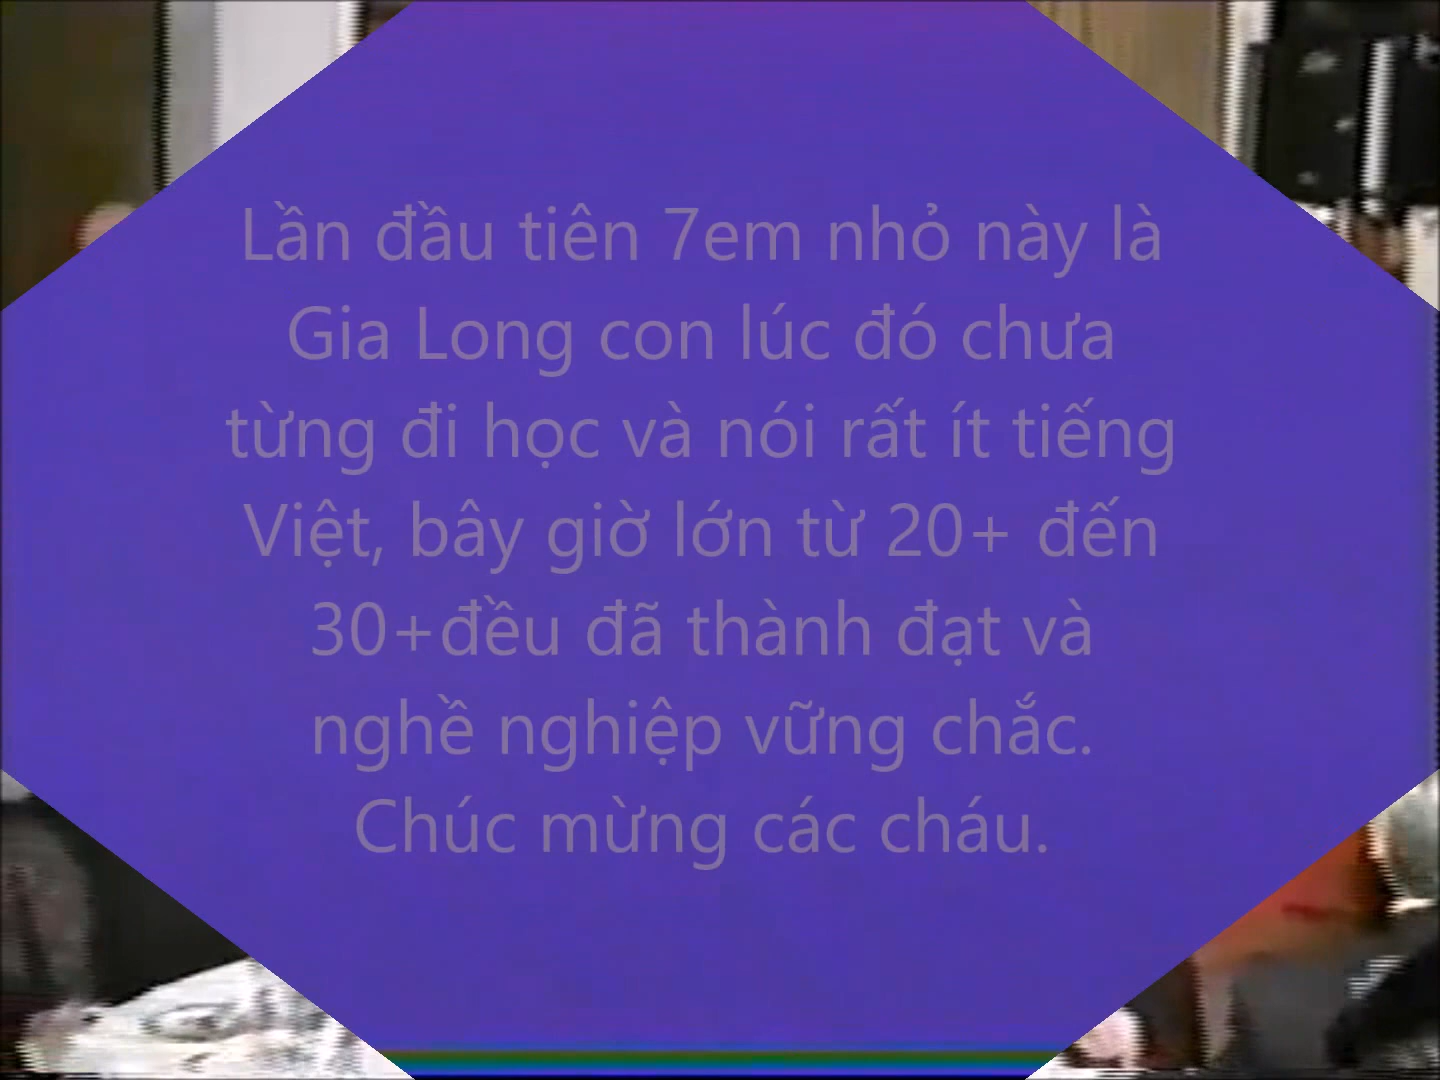 Lần đầu tiên 7em nhỏ này là
Gia Long con lúc đó chưa
từng đi học và nói rất ít tiếng
Việt, bây giờ lớn từ 20+ đến
30+đều đã thành đạt và
nghề nghiệp vững chắc.
Chúc mừng các cháu.